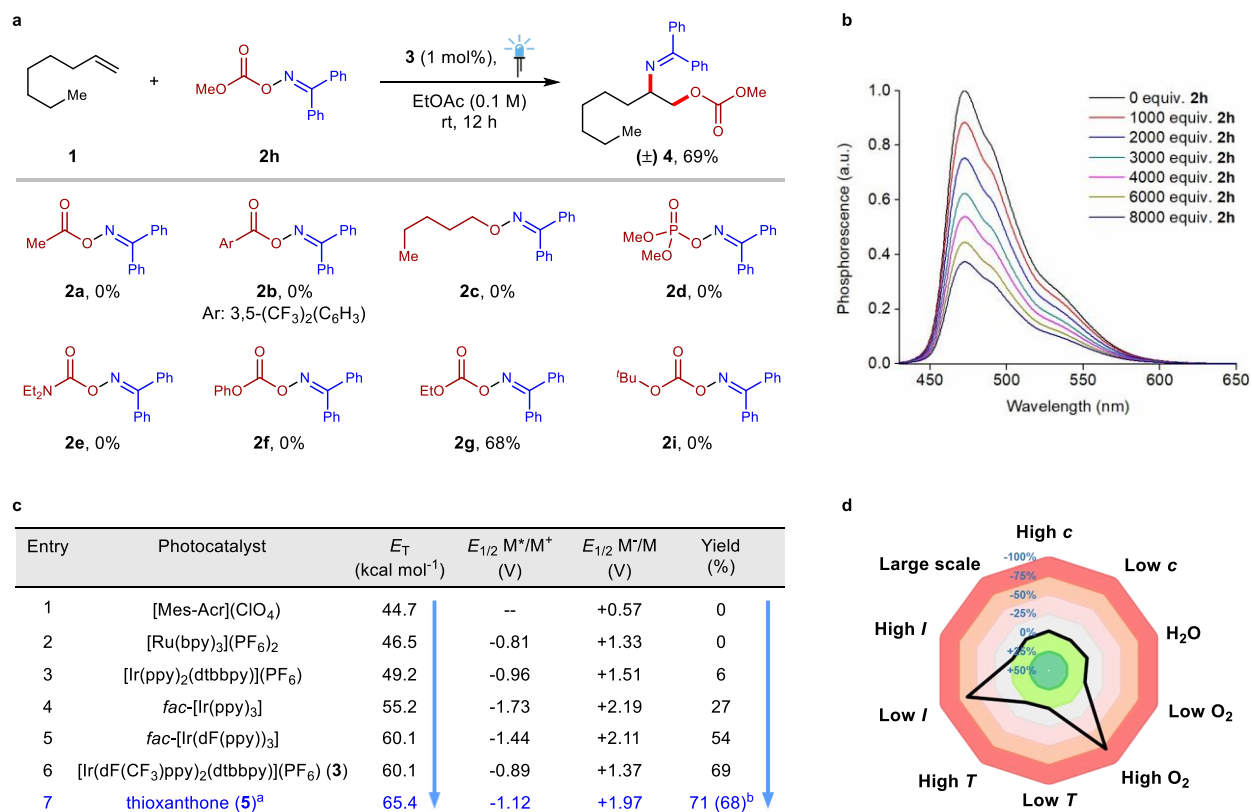 a
1
+
MeO
O
O
N
Ph
Ph
2h
3 (1 mol%),
EtOAc (0.1 M)
rt, 12 h
Ph
N
Ph
O
OMe
O
CH₃
CH₃
(±) 4, 69%
Me
O
O
N
Ph
Ph
2a, 0%
Ar
O
O
N
Ph
Ph
2b, 0%
Ar: 3,5-(CF₃)₂(C₆H₃)
CH₃
O
N
Ph
Ph
2c, 0%
MeO
P
O
MeO
O
N
Ph
Ph
2d, 0%
Et₂N
O
O
N
Ph
Ph
2e, 0%
PhO
O
O
N
Ph
Ph
2f, 0%
EtO
O
O
N
Ph
Ph
2g, 68%
ᵗBu
O
O
O
N
Ph
Ph
2i, 0%
b
Phosphorescence (a.u.)
1.0
0.8
0.6
0.4
0.2
0.0
450 500 550 600 650
Wavelength (nm)
0 equiv. 2h
1000 equiv. 2h
2000 equiv. 2h
3000 equiv. 2h
4000 equiv. 2h
6000 equiv. 2h
8000 equiv. 2h
c
Entry Photocatalyst E_T (kcal mol⁻¹) E₁/₂ M*/M⁺ (V) E₁/₂ M⁻/M (V) Yield (%)
1 [Mes-Acr](ClO₄) 44.7 -- +0.57 0
2 [Ru(bpy)₃](PF₆)₂ 46.5 -0.81 +1.33 0
3 [Ir(ppy)₂(dtbbpy)](PF₆) 49.2 -0.96 +1.51 6
4 fac-[Ir(ppy)₃] 55.2 -1.73 +2.19 27
5 fac-[Ir(dF(ppy))₃] 60.1 -1.44 +2.11 54
6 [Ir(dF(CF₃)ppy)₂(dtbbpy)](PF₆) (3) 60.1 -0.89 +1.37 69
7 thioxanthone (5)ᵃ 65.4 -1.12 +1.97 71 (68)ᵇ
d
High c
Low c
H₂O
Low O₂
High O₂
Low T
High T
Low I
High I
Large scale
-100%
-75%
-50%
-25%
0%
+25%
+50%